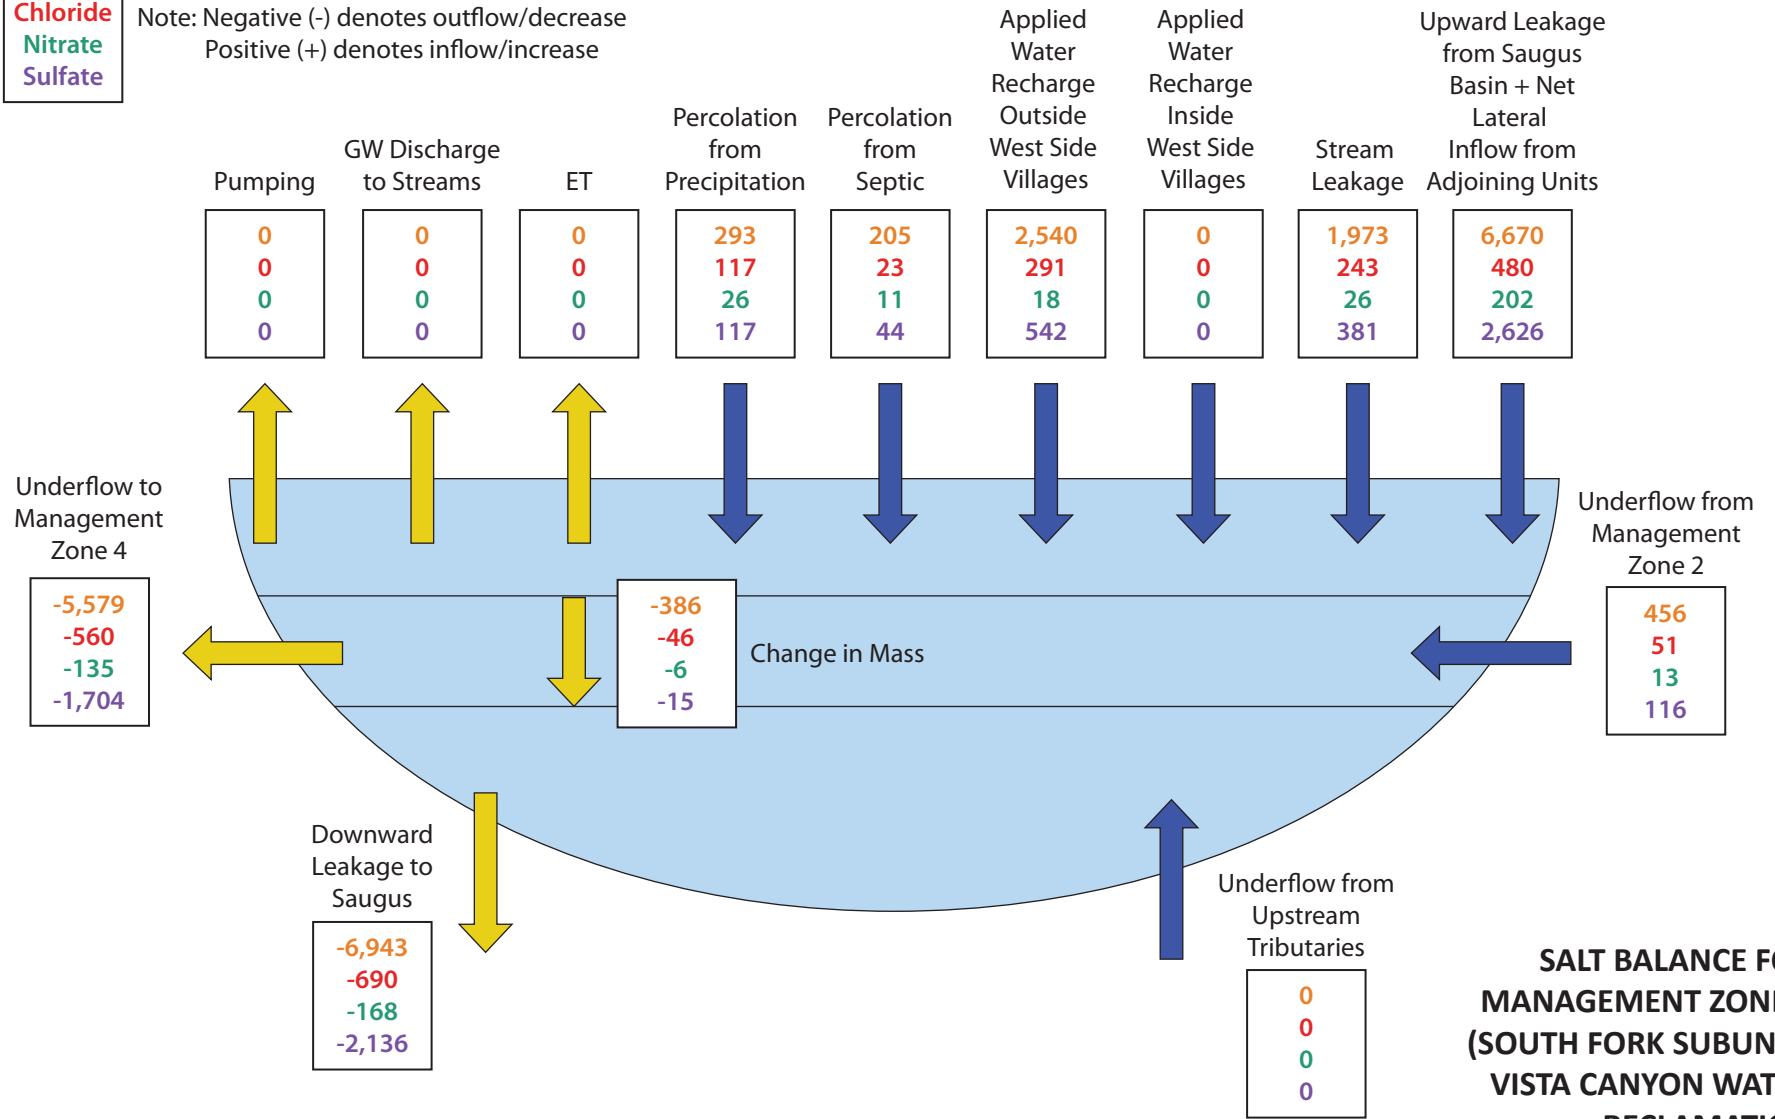 Chloride
Nitrate
Sulfate
Note: Negative (-) denotes outflow/decrease
Positive (+) denotes inflow/increase
Pumping
0
0
0
0
GW Discharge
to Streams
0
0
0
0
ET
0
0
0
0
Percolation
from
Precipitation
293
117
26
117
Percolation
from
Septic
205
23
11
44
Applied
Water
Recharge
Outside
West Side
Villages
2,540
291
18
542
Applied
Water
Recharge
Inside
West Side
Villages
0
0
0
0
Stream
Leakage
1,973
243
26
381
Upward Leakage
from Saugus
Basin + Net
Lateral
Inflow from
Adjoining Units
6,670
480
202
2,626
Underflow to
Management
Zone 4
-5,579
-560
-135
-1,704
-386
-46
-6
-15
Change in Mass
Underflow from
Management
Zone 2
456
51
13
116
Downward
Leakage to
Saugus
-6,943
-690
-168
-2,136
Underflow from
Upstream
Tributaries
0
0
0
0
SALT BALANCE
MANAGEMENT
(SOUTH FORK
VISTA CANYON